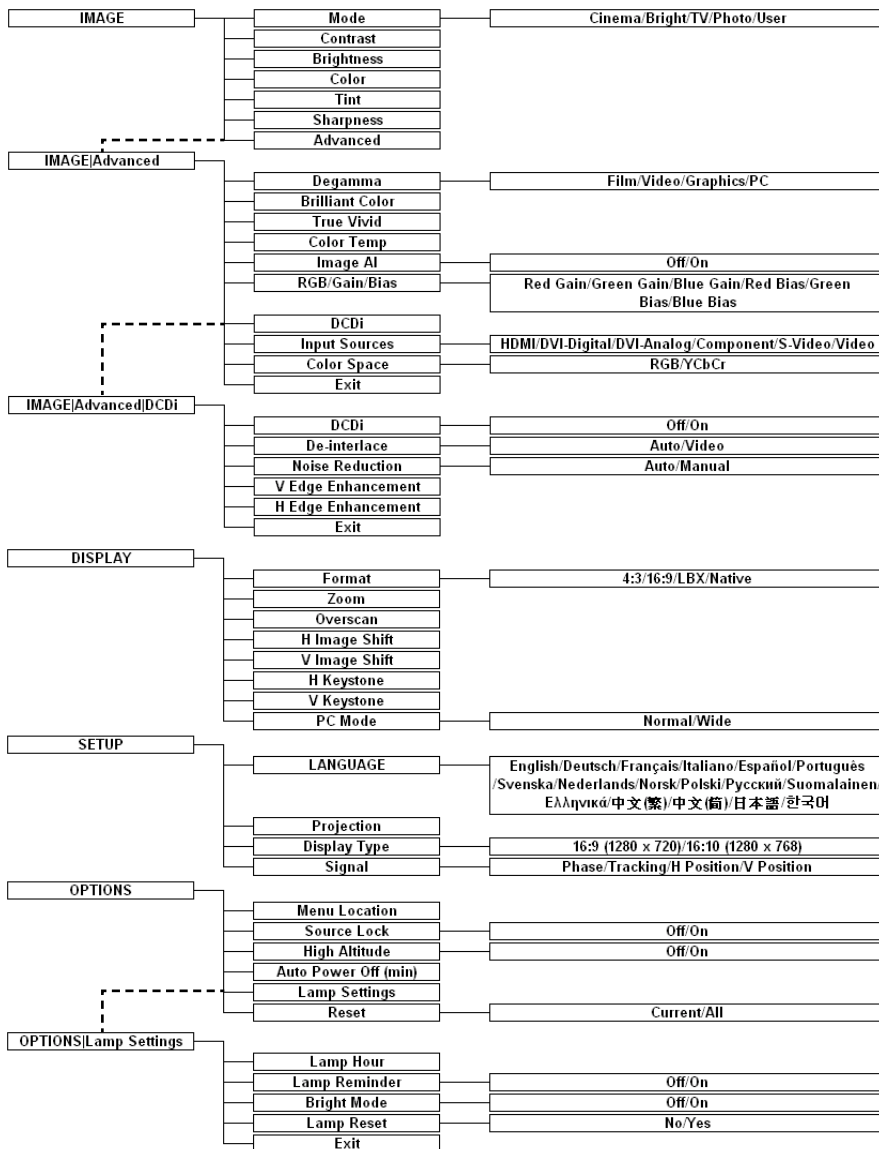 IMAGE
Mode
Cinema/Bright/TV/Photo/User
Contrast
Brightness
Color
Tint
Sharpness
Advanced
IMAGE|Advanced
Degamma
Film/Video/Graphics/PC
Brilliant Color
True Vivid
Color Temp
Image AI
Off/On
RGB/Gain/Bias
Red Gain/Green Gain/Blue Gain/Red Bias/Green
Bias/Blue Bias
DCDi
Input Sources
HDMI/DVI-Digital/DVI-Analog/Component/S-Video/Video
Color Space
RGB/YCbCr
Exit
IMAGE|Advanced|DCDi
DCDi
Off/On
De-interlace
Auto/Video
Noise Reduction
Auto/Manual
V Edge Enhancement
H Edge Enhancement
Exit
DISPLAY
Format
4:3/16:9/LBX/Native
Zoom
Overscan
H Image Shift
V Image Shift
H Keystone
V Keystone
PC Mode
Normal/Wide
SETUP
LANGUAGE
English/Deutsch/Français/Italiano/Español/Português
/Svenska/Nederlands/Norsk/Polski/Русский/Suomalainen/
Ελληνικά/中文(繁)/中文(简)/日本語/한국어
Projection
Display Type
16:9 (1280 x 720)/16:10 (1280 x 768)
Signal
Phase/Tracking/H Position/V Position
OPTIONS
Menu Location
Source Lock
Off/On
High Altitude
Off/On
Auto Power Off (min)
Lamp Settings
Reset
Current/All
OPTIONS|Lamp Settings
Lamp Hour
Lamp Reminder
Off/On
Bright Mode
Off/On
Lamp Reset
No/Yes
Exit